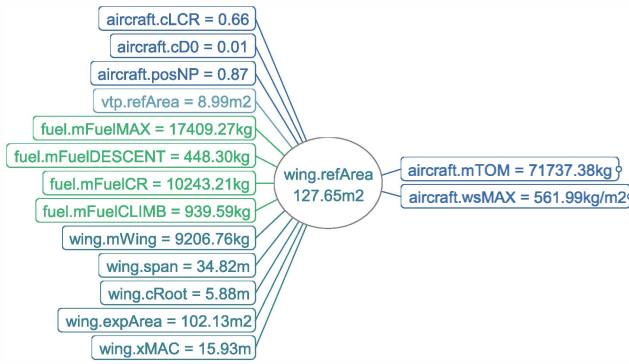 aircraft.cLCR = 0.66
aircraft.cD0 = 0.01
aircraft.posNP = 0.87
vtp.refArea = 8.99m2
fuel.mFuelMAX = 17409.27kg
fuel.mFuelDESCENT = 448.30kg
fuel.mFuelCR = 10243.21kg
fuel.mFuelCLIMB = 939.59kg
wing.mWing = 9206.76kg
wing.span = 34.82m
wing.cRoot = 5.88m
wing.expArea = 102.13m2
wing.xMAC = 15.93m
wing.refArea
127.65m2
aircraft.mTOM = 71737.38kg
aircraft.wsMAX = 561.99kg/m2